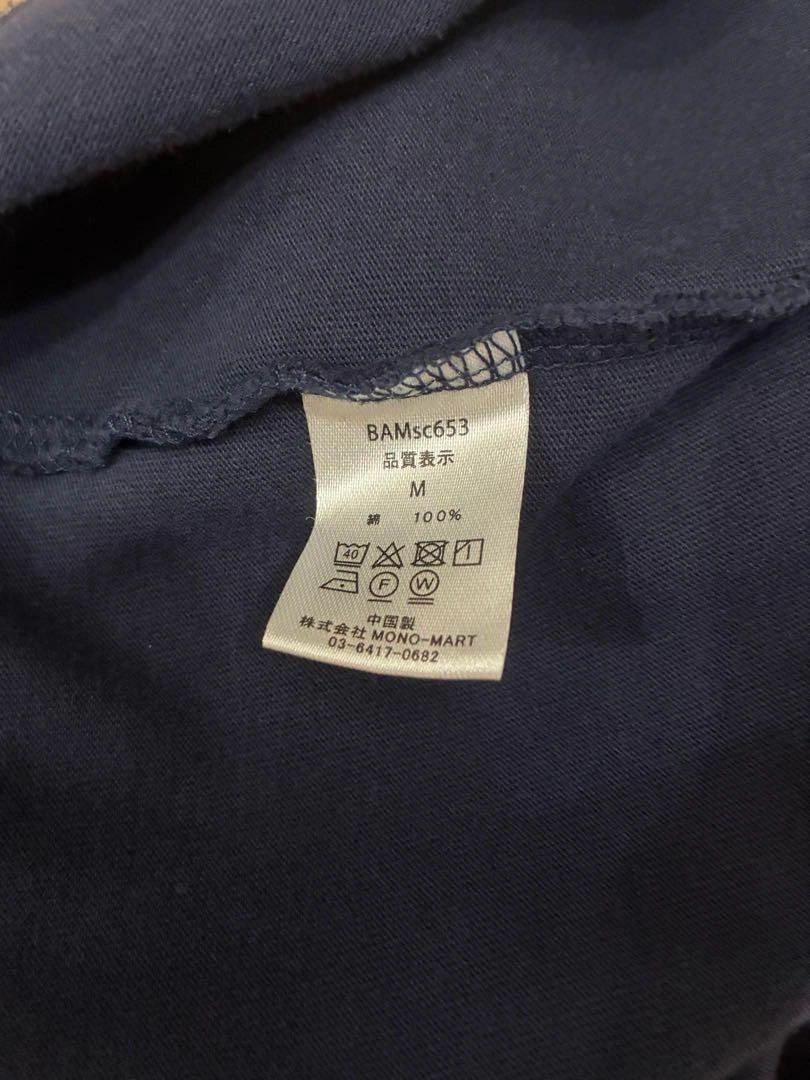 BAMsc653
品質表示
M
綿 100%
40
F W
中国製
株式会社 MONO-MART
03-6417-0682